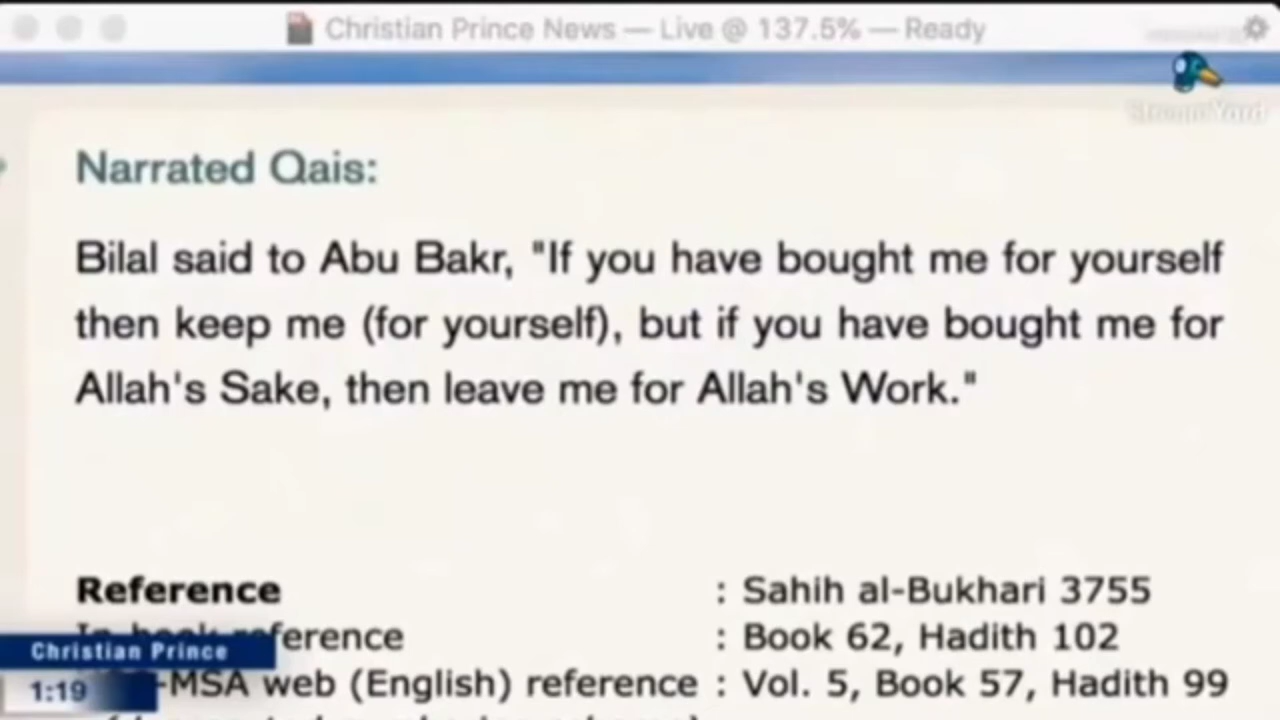 Christian Prince News — Live @ 137.5% — Ready
StreamYard
Narrated Qais:
Bilal said to Abu Bakr, "If you have bought me for yourself
then keep me (for yourself), but if you have bought me for
Allah's Sake, then leave me for Allah's Work."
Reference : Sahih al-Bukhari 3755
In-book reference : Book 62, Hadith 102
-MSA web (English) reference : Vol. 5, Book 57, Hadith 99
Christian Prince
1:19